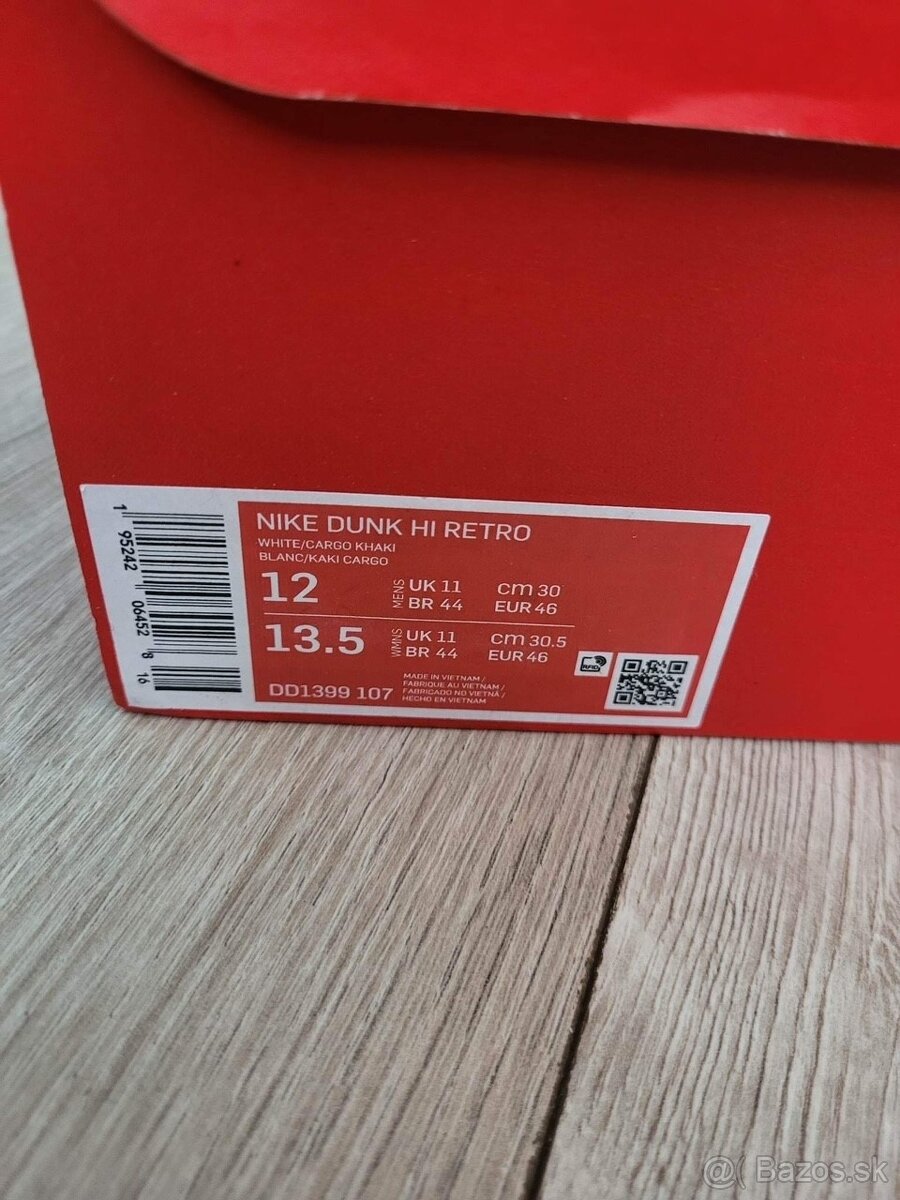 NIKE DUNK HI RETRO
WHITE/CARGO KHAKI
BLANC/KAKI CARGO
12 MENS UK 11 cm 30
BR 44 EUR 46
13.5 WMNS UK 11 cm 30.5
BR 44 EUR 46
RFID
DD1399 107
MADE IN VIETNAM /
FABRIQUE AU VIETNAM /
FABRICADO NO VIETNÃ /
HECHO EN VIETNAM
1 95242 06452 8 16
@( Bazos.sk